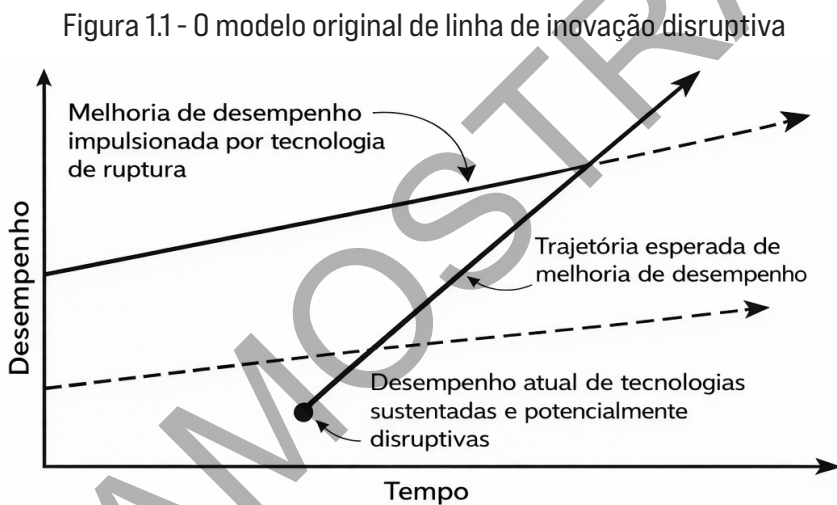 Figura 1.1 - O modelo original de linha de inovação disruptiva
Melhoria de desempenho
impulsionada por tecnologia
de ruptura
Trajetória esperada de
melhoria de desempenho
Desempenho
Desempenho atual de tecnologias
sustentadas e potencialmente
disruptivas
Tempo
AMOSTRA